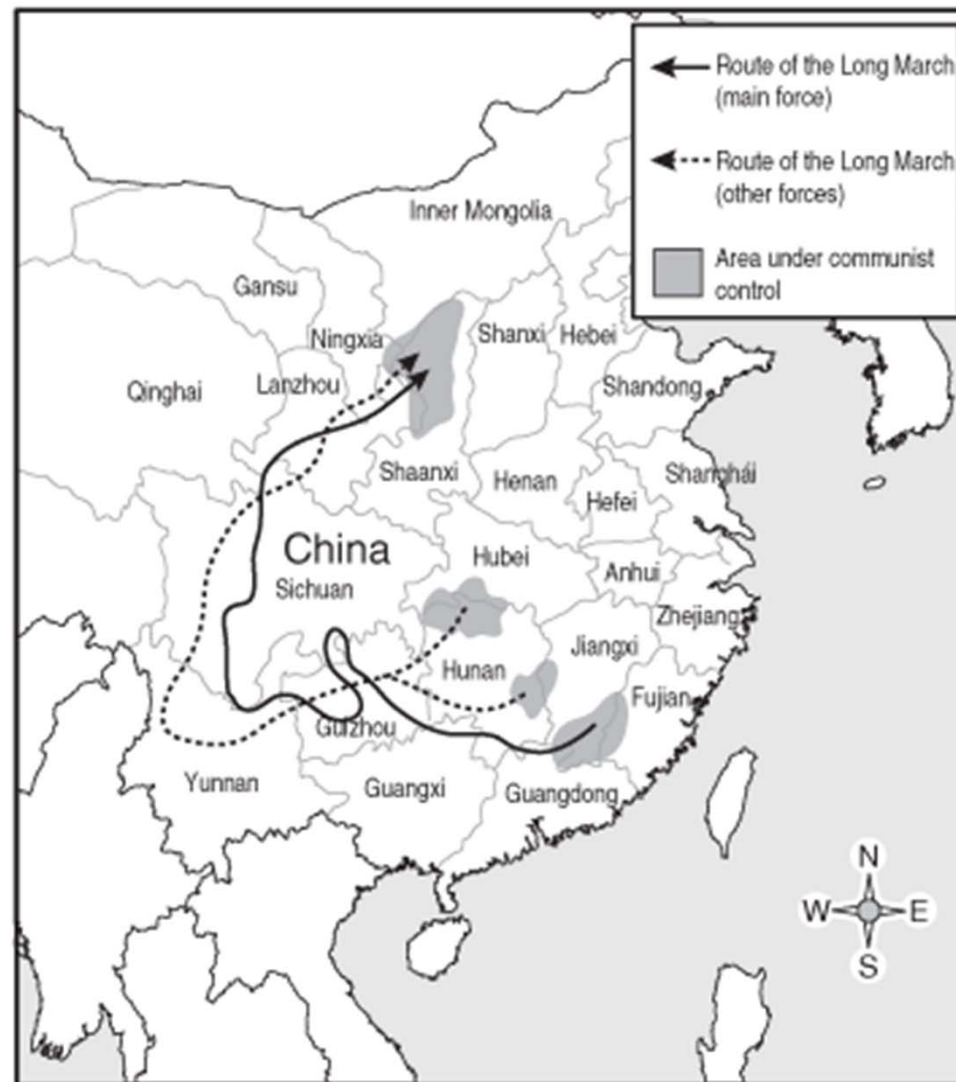 Route of the Long March
(main force)
Route of the Long March
(other forces)
Area under communist
control
Inner Mongolia
Gansu
Ningxia
Shanxi
Hebei
Qinghai
Lanzhou
Shandong
Shaanxi
Henan
Shanghai
Hefei
China
Hubei
Sichuan
Anhui
Zhejiang
Jiangxi
Hunan
Fujian
Guizhou
Yunnan
Guangxi
Guangdong
N
W
E
S